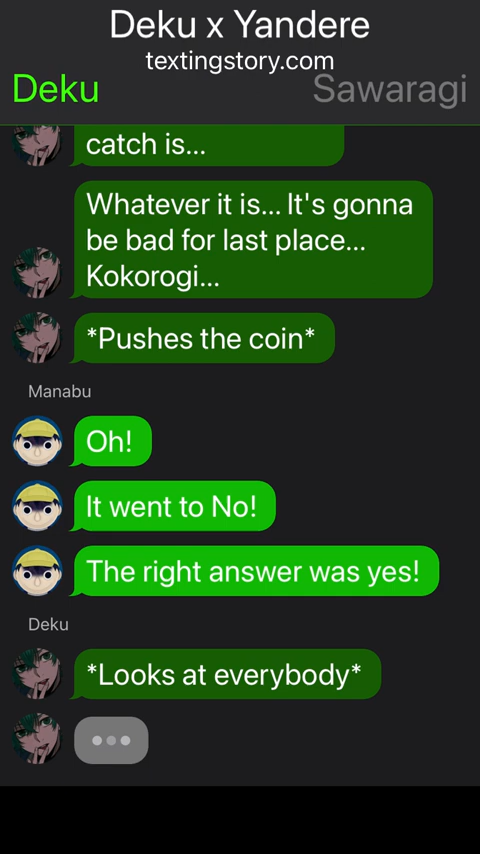 Deku x Yandere
textingstory.com
Deku
Sawaragi
catch is...
Whatever it is... It's gonna
be bad for last place...
Kokorogi...
*Pushes the coin*
Manabu
Oh!
It went to No!
The right answer was yes!
Deku
*Looks at everybody*